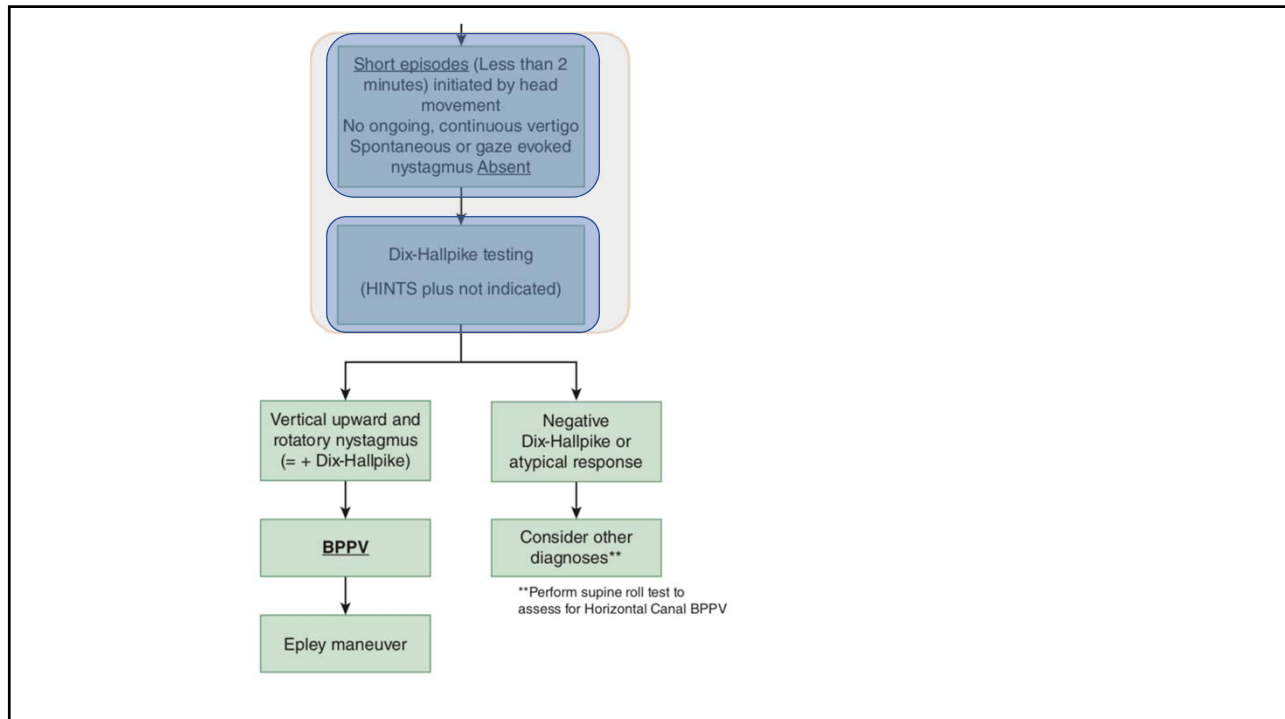 Short episodes (Less than 2
minutes) initiated by head
movement
No ongoing, continuous vertigo
Spontaneous or gaze evoked
nystagmus Absent
Dix-Hallpike testing
(HINTS plus not indicated)
Vertical upward and
rotatory nystagmus
(= + Dix-Hallpike)
Negative
Dix-Hallpike or
atypical response
BPPV
Consider other
diagnoses**
**Perform supine roll test to
assess for Horizontal Canal BPPV
Epley maneuver